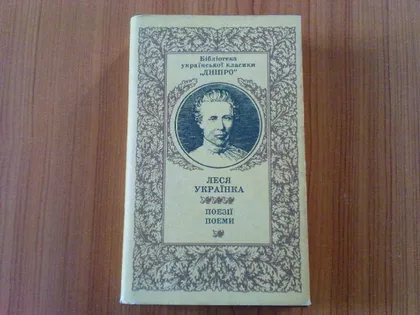 Бібліотека
української класики
„ДНІПРО"
ЛЕСЯ
УКРАЇНКА
ПОЕЗІЇ
ПОЕМИ